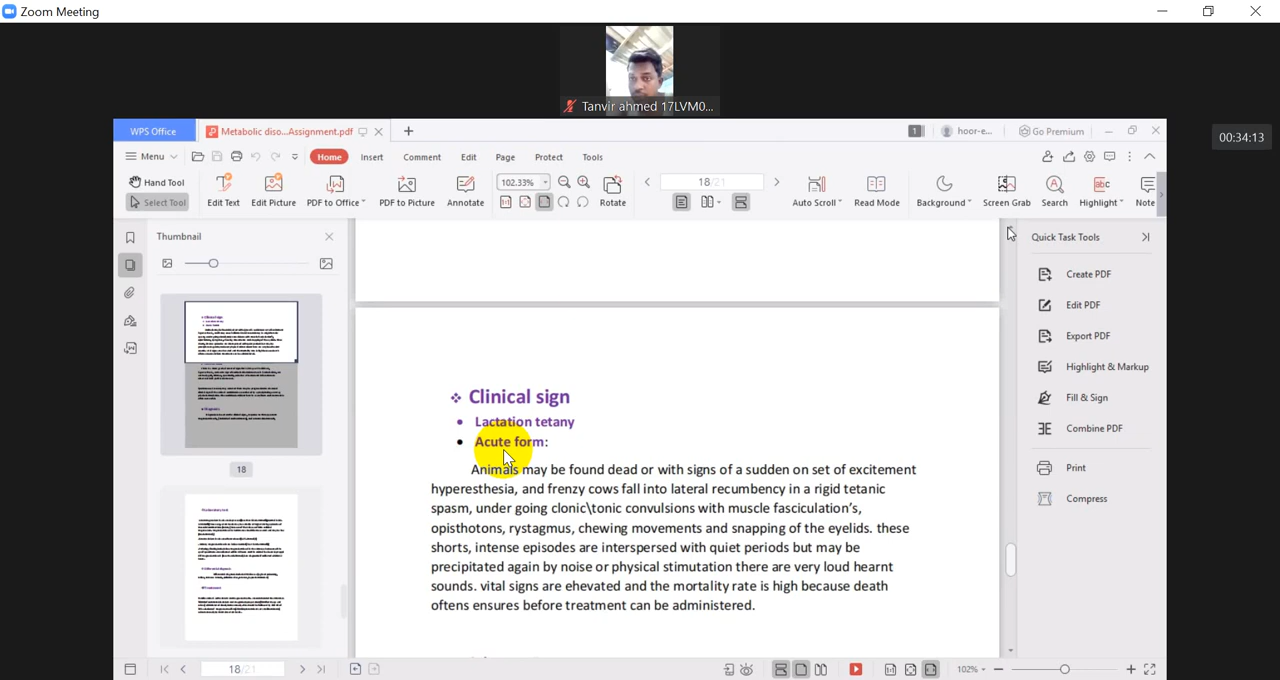 Zoom Meeting
Tanvir ahmed 17LVM0...
00:34:13
WPS Office
Metabolic diso...Assignment.pdf
1
hoor-e...
Go Premium
Menu
Home
Insert
Comment
Edit
Page
Protect
Tools
Hand Tool
Select Tool
Edit Text
Edit Picture
PDF to Office
PDF to Picture
Annotate
102.33%
Rotate
18/21
Auto Scroll
Read Mode
Background
Screen Grab
Search
Highlight
Note
Thumbnail
18
Quick Task Tools
Create PDF
Edit PDF
Export PDF
Highlight & Markup
Fill & Sign
Combine PDF
Print
Compress
Clinical sign
Lactation tetany
Acute form:
Animals may be found dead or with signs of a sudden on set of excitement
hyperesthesia, and frenzy cows fall into lateral recumbency in a rigid tetanic
spasm, under going clonic\tonic convulsions with muscle fasciculation's,
opisthotons, rystagmus, chewing movements and snapping of the eyelids. these
shorts, intense episodes are interspersed with quiet periods but may be
precipitated again by noise or physical stimutation there are very loud hearnt
sounds. vital signs are ehevated and the mortality rate is high because death
oftens ensures before treatment can be administered.
18/21
102%